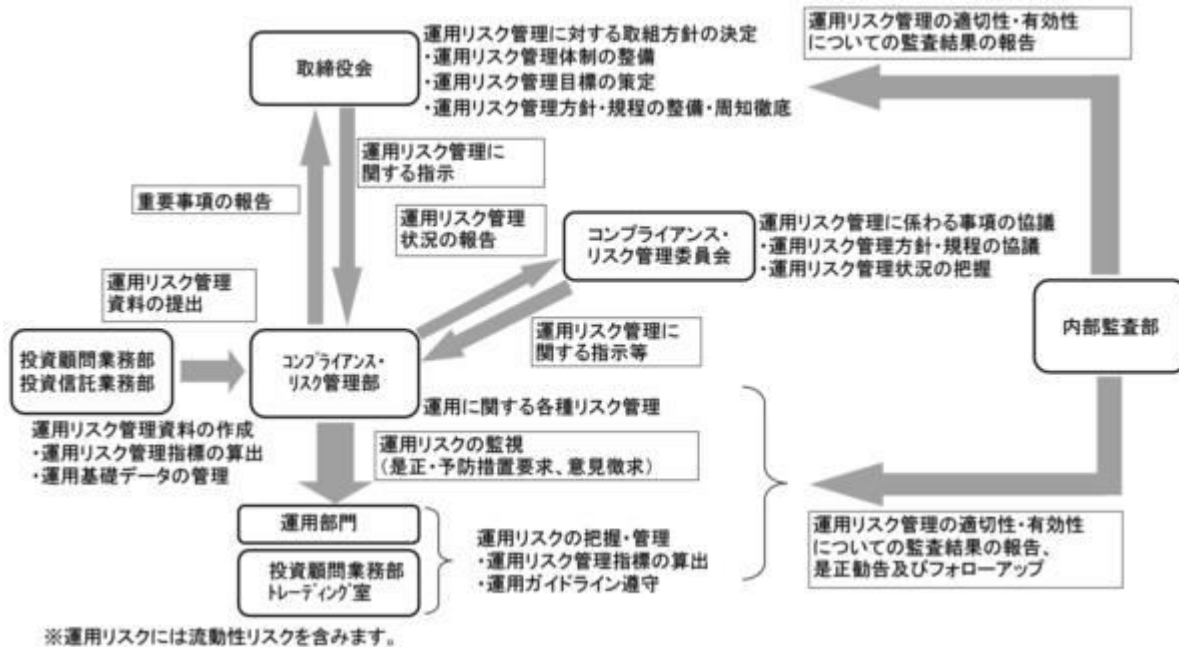 取締役会
運用リスク管理に対する取組方針の決定
・運用リスク管理体制の整備
・運用リスク管理目標の策定
・運用リスク管理方針・規程の整備・周知徹底
運用リスク管理の適切性・有効性
についての監査結果の報告
運用リスク管理に
関する指示
重要事項の報告
運用リスク管理
状況の報告
コンプライアンス・
リスク管理委員会
運用リスク管理に係わる事項の協議
・運用リスク管理方針・規程の協議
・運用リスク管理状況の把握
運用リスク管理
資料の提出
内部監査部
運用リスク管理に
関する指示等
投資顧問業務部
投資信託業務部
コンプライアンス・
リスク管理部
運用に関する各種リスク管理
運用リスク管理資料の作成
・運用リスク管理指標の算出
・運用基礎データの管理
運用リスクの監視
（是正・予防措置要求、意見徴求）
運用部門
投資顧問業務部
トレーディング室
運用リスクの把握・管理
・運用リスク管理指標の算出
・運用ガイドライン遵守
運用リスク管理の適切性・有効性
についての監査結果の報告、
是正勧告及びフォローアップ
※運用リスクには流動性リスクを含みます。